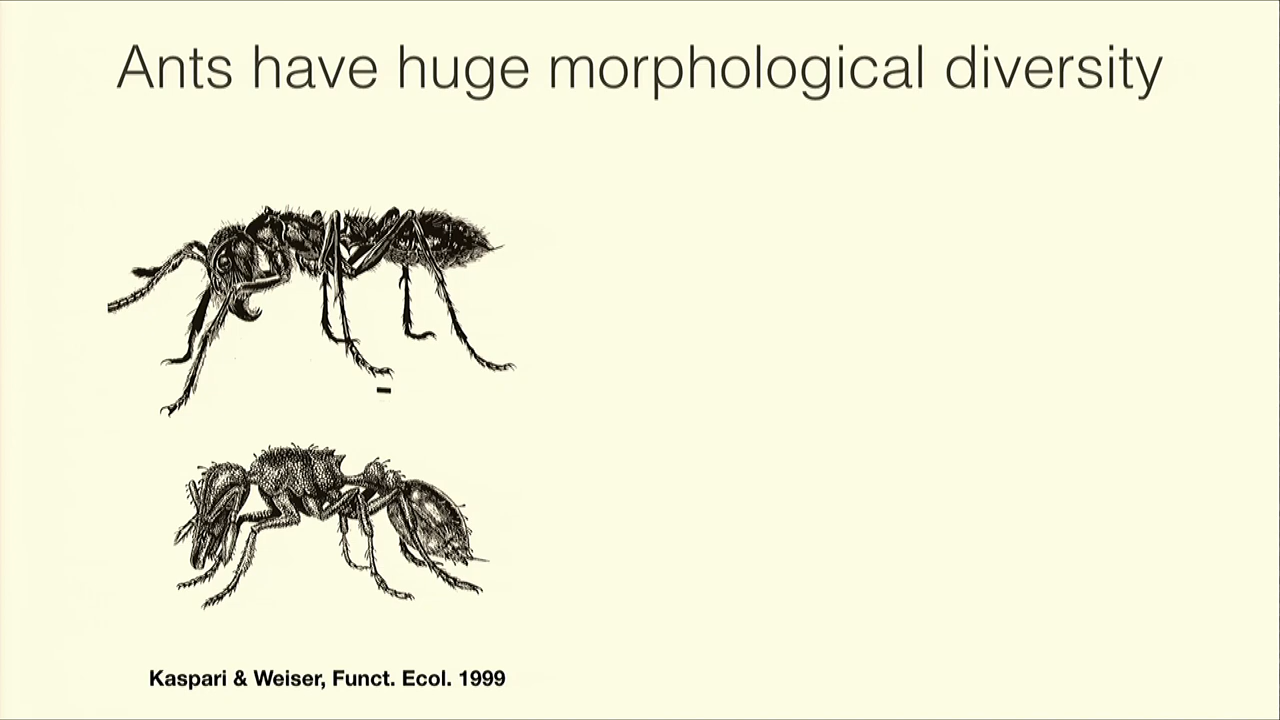 Ants have huge morphological diversity
Kaspari & Weiser, Funct. Ecol. 1999